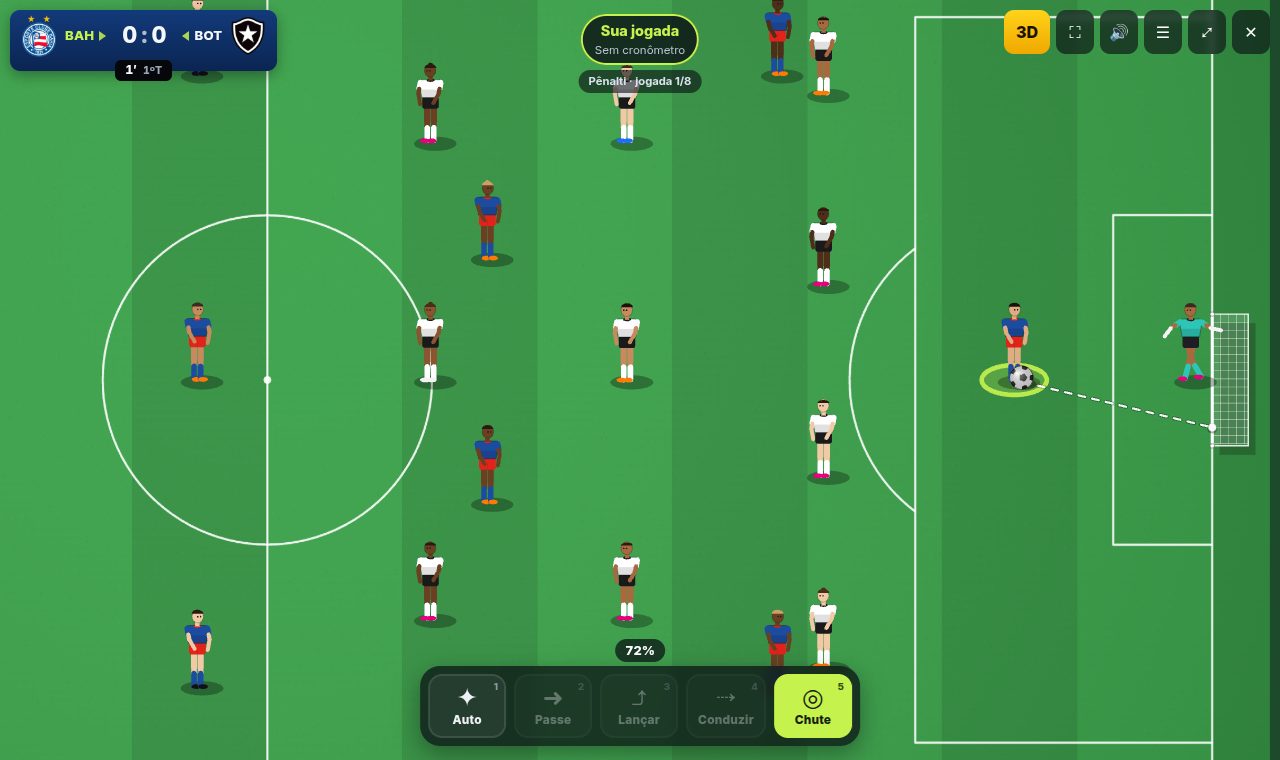 BAH 0:0 BOT
1' 1ºT
Sua jogada
Sem cronômetro
Pênalti · jogada 1/8
3D
72%
1 Auto
2 Passe
3 Lançar
4 Conduzir
5 Chute